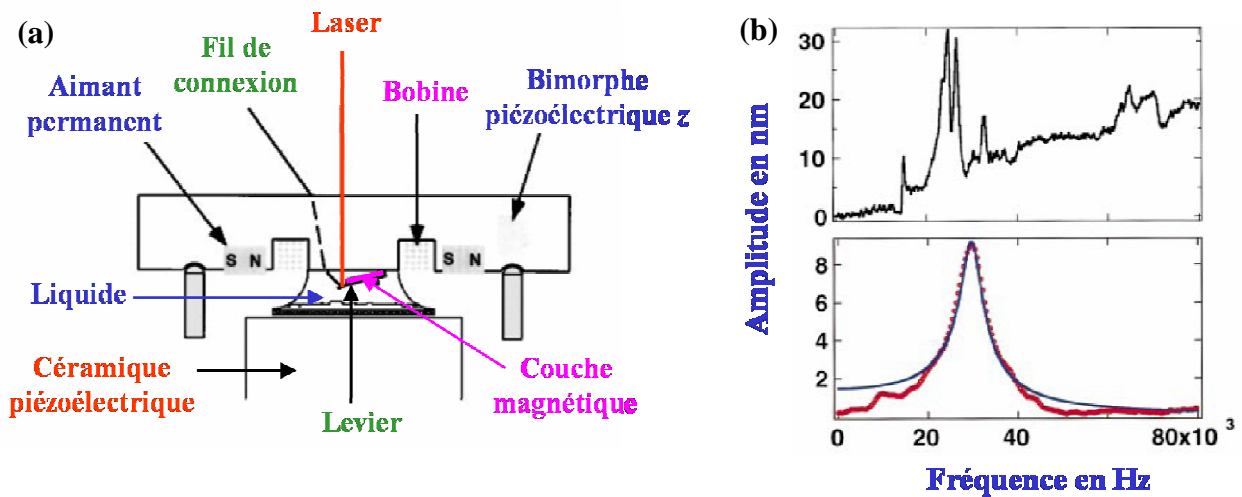 (a)
Laser
Fil de
connexion
Aimant
permanent
Bobine
Bimorphe
piézoélectrique z
S N
S N
Liquide
Céramique
piézoélectrique
Levier
Couche
magnétique
(b)
Amplitude en nm
30
20
10
0
8
6
4
2
0 20 40 80x10 3
Fréquence en Hz